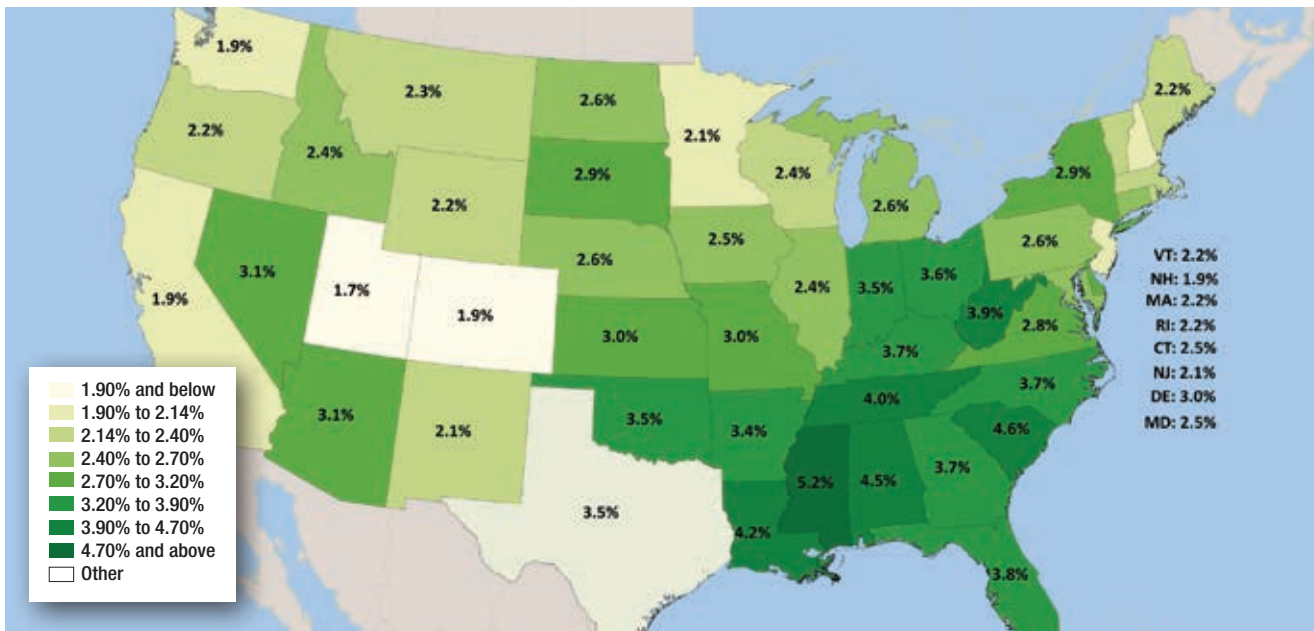 1.9%
2.3%
2.6%
2.1%
2.2%
2.2%
2.4%
2.9%
2.4%
2.9%
2.2%
2.6%
2.5%
2.6%
2.6%
3.1%
1.7%
2.4%
3.5%
3.6%
1.9%
1.9%
3.9%
2.8%
3.0%
3.0%
3.7%
3.7%
3.1%
2.1%
3.5%
3.4%
4.0%
4.6%
3.7%
5.2%
4.5%
3.5%
4.2%
3.8%
VT: 2.2%
NH: 1.9%
MA: 2.2%
RI: 2.2%
CT: 2.5%
NJ: 2.1%
DE: 3.0%
MD: 2.5%
1.90% and below
1.90% to 2.14%
2.14% to 2.40%
2.40% to 2.70%
2.70% to 3.20%
3.20% to 3.90%
3.90% to 4.70%
4.70% and above
Other